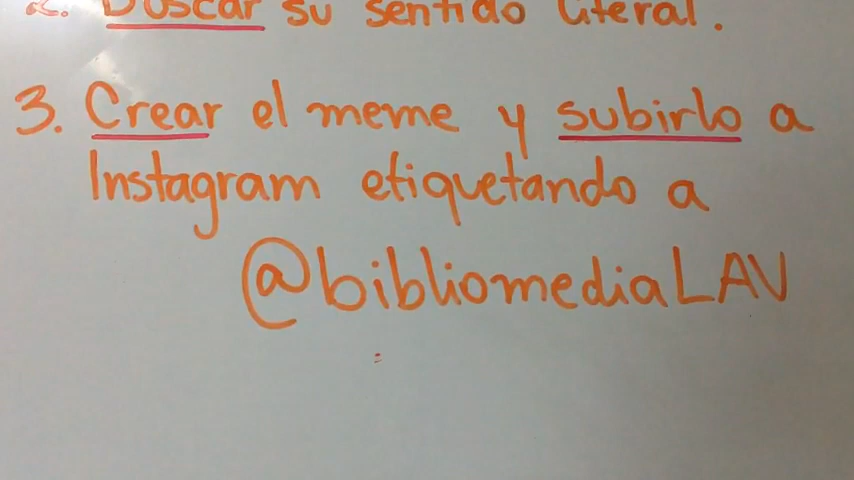 2. Buscar su sentido literal.
3. Crear el meme y subirlo a
Instagram etiquetando a
@bibliomediaLAV